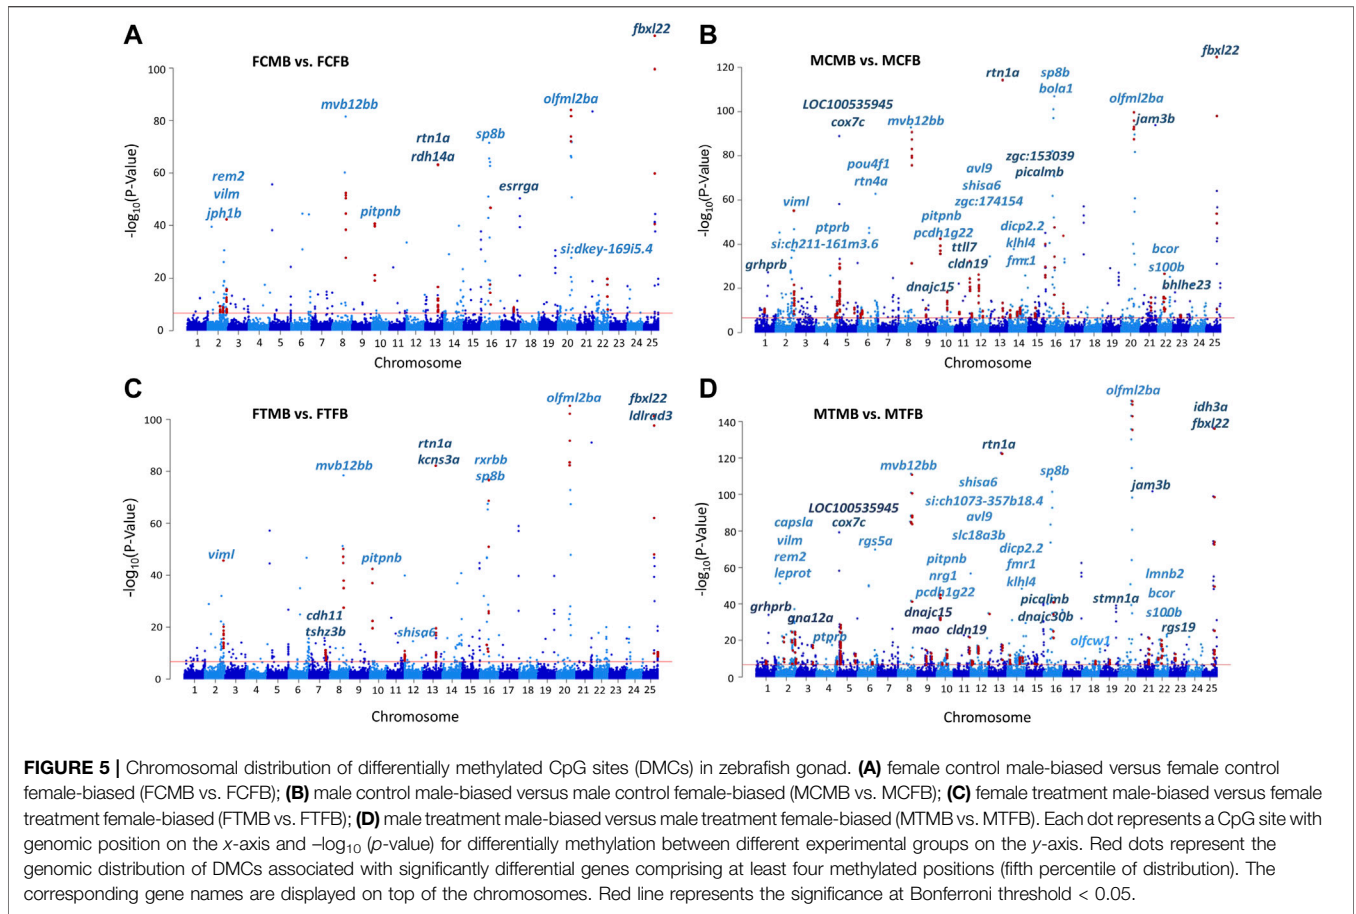 A
FCMB vs. FCFB
fbxl22
mvb12bb
olfml2ba
rtn1a
rdh14a
sp8b
rem2
vilm
jph1b
pitpnb
esrrga
si:dkey-169i5.4
-log10(P-Value)
100
80
60
40
20
0
1 2 3 4 5 6 7 8 9 10 11 12 13 14 15 16 17 18 19 20 21 22 23 24 25
Chromosome
B
MCMB vs. MCFB
fbxl22
rtn1a
sp8b
bola1
LOC100535945
cox7c
mvb12bb
olfml2ba
jam3b
pou4f1
rtn4a
avl9
shisa6
zgc:174154
zgc:153039
picalmb
viml
ptprb
si:ch211-161m3.6
pitpnb
pcdh1g22
dicp2.2
klhl4
fmr1
grhprb
ttll7
cldn19
dnajc15
bcor
s100b
bhlhe23
-log10(P-Value)
120
100
80
60
40
20
0
1 2 3 4 5 6 7 8 9 10 11 12 13 14 15 16 17 18 19 20 21 22 23 24 25
Chromosome
C
FTMB vs. FTFB
olfml2ba
fbxl22
ldlrad3
rtn1a
kcns3a
mvb12bb
rxrbb
sp8b
viml
pitpnb
cdh11
tshz3b
shisa6
-log10(P-Value)
100
80
60
40
20
0
1 2 3 4 5 6 7 8 9 10 11 12 13 14 15 16 17 18 19 20 21 22 23 24 25
Chromosome
D
MTMB vs. MTFB
olfml2ba
idh3a
fbxl22
rtn1a
mvb12bb
sp8b
jam3b
shisa6
si:ch1073-357b18.4
avl9
slc18a3b
LOC100535945
cox7c
rgs5a
capsla
vilm
rem2
leprot
pitpnb
nrg1
pcdh1g22
dicp2.2
fmr1
klhl4
lmnb2
bcor
s100b
rgs19
grhprb
gna12a
ptprb
dnajc15
mao
cldn19
dnajc30b
stmn1a
olfcw1
-log10(P-Value)
140
120
100
80
60
40
20
0
1 2 3 4 5 6 7 8 9 10 11 12 13 14 15 16 17 18 19 20 21 22 23 24 25
Chromosome
FIGURE 5 | Chromosomal distribution of differentially methylated CpG sites (DMCs) in zebrafish gonad. (A) female control male-biased versus female control
female-biased (FCMB vs. FCFB); (B) male control male-biased versus male control female-biased (MCMB vs. MCFB); (C) female treatment male-biased versus female
treatment female-biased (FTMB vs. FTFB); (D) male treatment male-biased versus male treatment female-biased (MTMB vs. MTFB). Each dot represents a CpG site with
genomic position on the x-axis and –log10 (p-value) for differentially methylation between different experimental groups on the y-axis. Red dots represent the
genomic distribution of DMCs associated with significantly differential genes comprising at least four methylated positions (fifth percentile of distribution). The
corresponding gene names are displayed on top of the chromosomes. Red line represents the significance at Bonferroni threshold < 0.05.